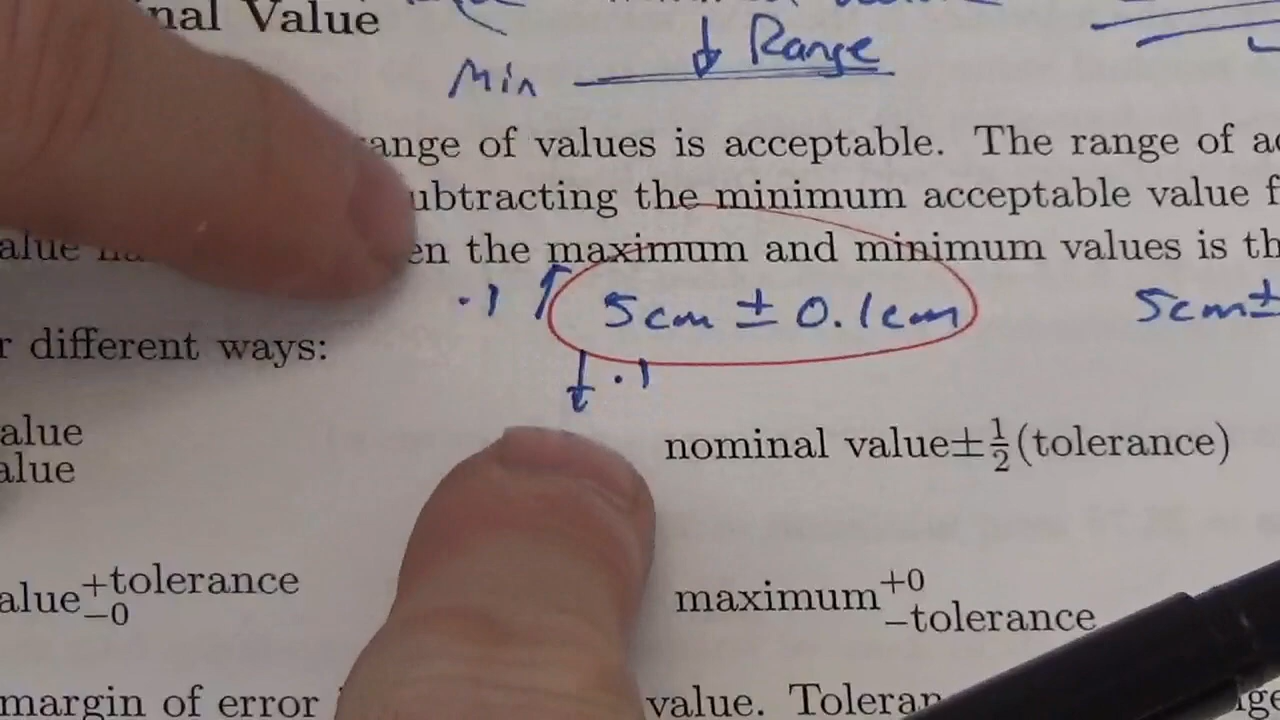 nal Value
Min
Range
ange of values is acceptable. The range of ac
ubtracting the minimum acceptable value f
alue en the maximum and minimum values is th
.1 5cm ± 0.1cm 5cm±
r different ways:
.1
alue nominal value±½(tolerance)
alue
alue+tolerance −0 maximum+0 −tolerance
margin of error value. Toleran ge